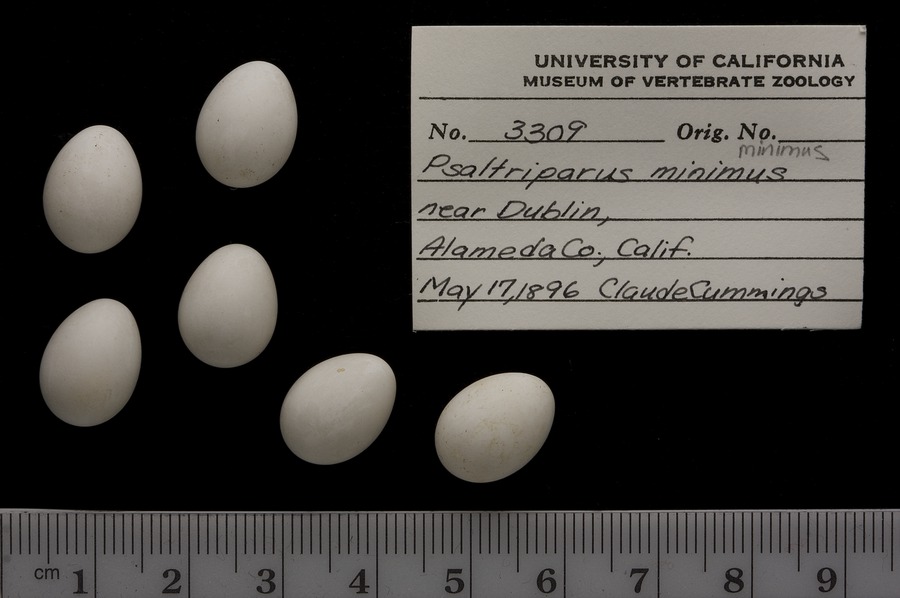 UNIVERSITY OF CALIFORNIA
MUSEUM OF VERTEBRATE ZOOLOGY
No. 3309 Orig. No.
minimus
Psaltriparus minimus
near Dublin,
Alameda Co., Calif.
May 17, 1896 Claude Cummings
cm 1 2 3 4 5 6 7 8 9